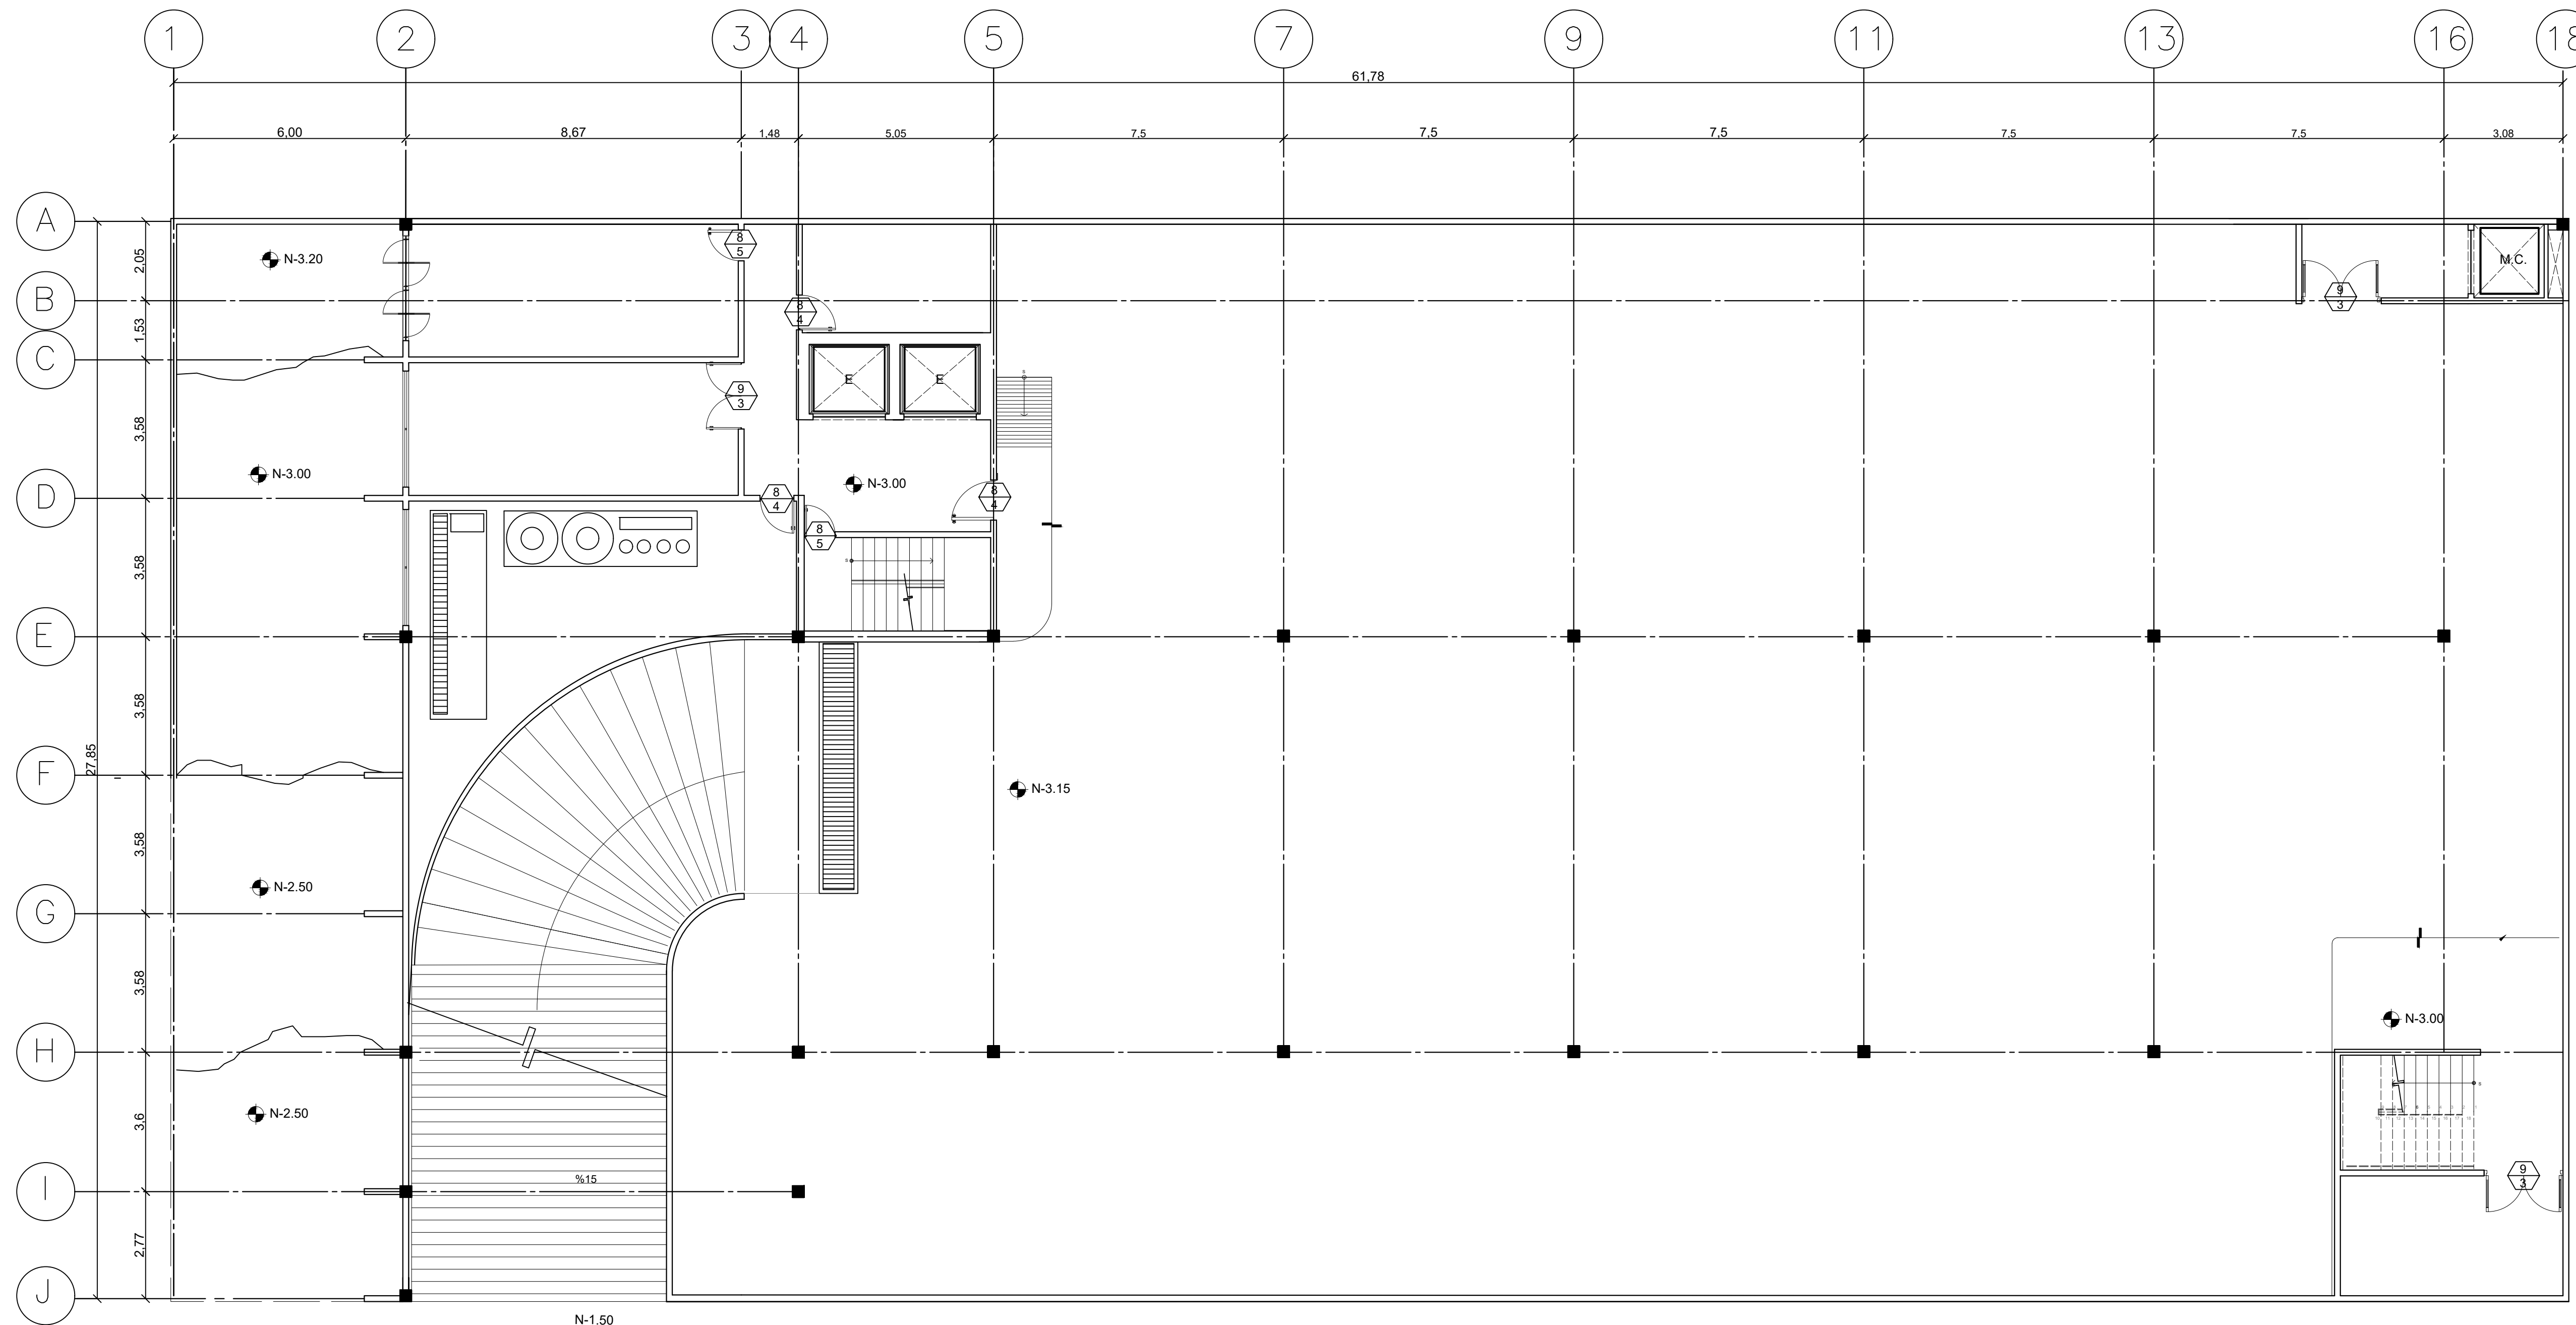 1 2 3 4 5 7 9 11 13 16 18
61,78
6,00 8,67 1,48 5,05 7,5 7,5 7,5 7,5 7,5 3,08
A
B
C
D
E
F
G
H
I
J
2,05
1,53
3,58
3,58
3,58
3,58
3,58
3,6
2,77
27,85
N-3.20
8
5
8
4
9
3
M.C.
E E
s
9
3
N-3.00
N-3.00
8
4
8
4
8
5
s
N-3.15
N-2.50
N-3.00
N-2.50
s
%15
9
3
N-1.50